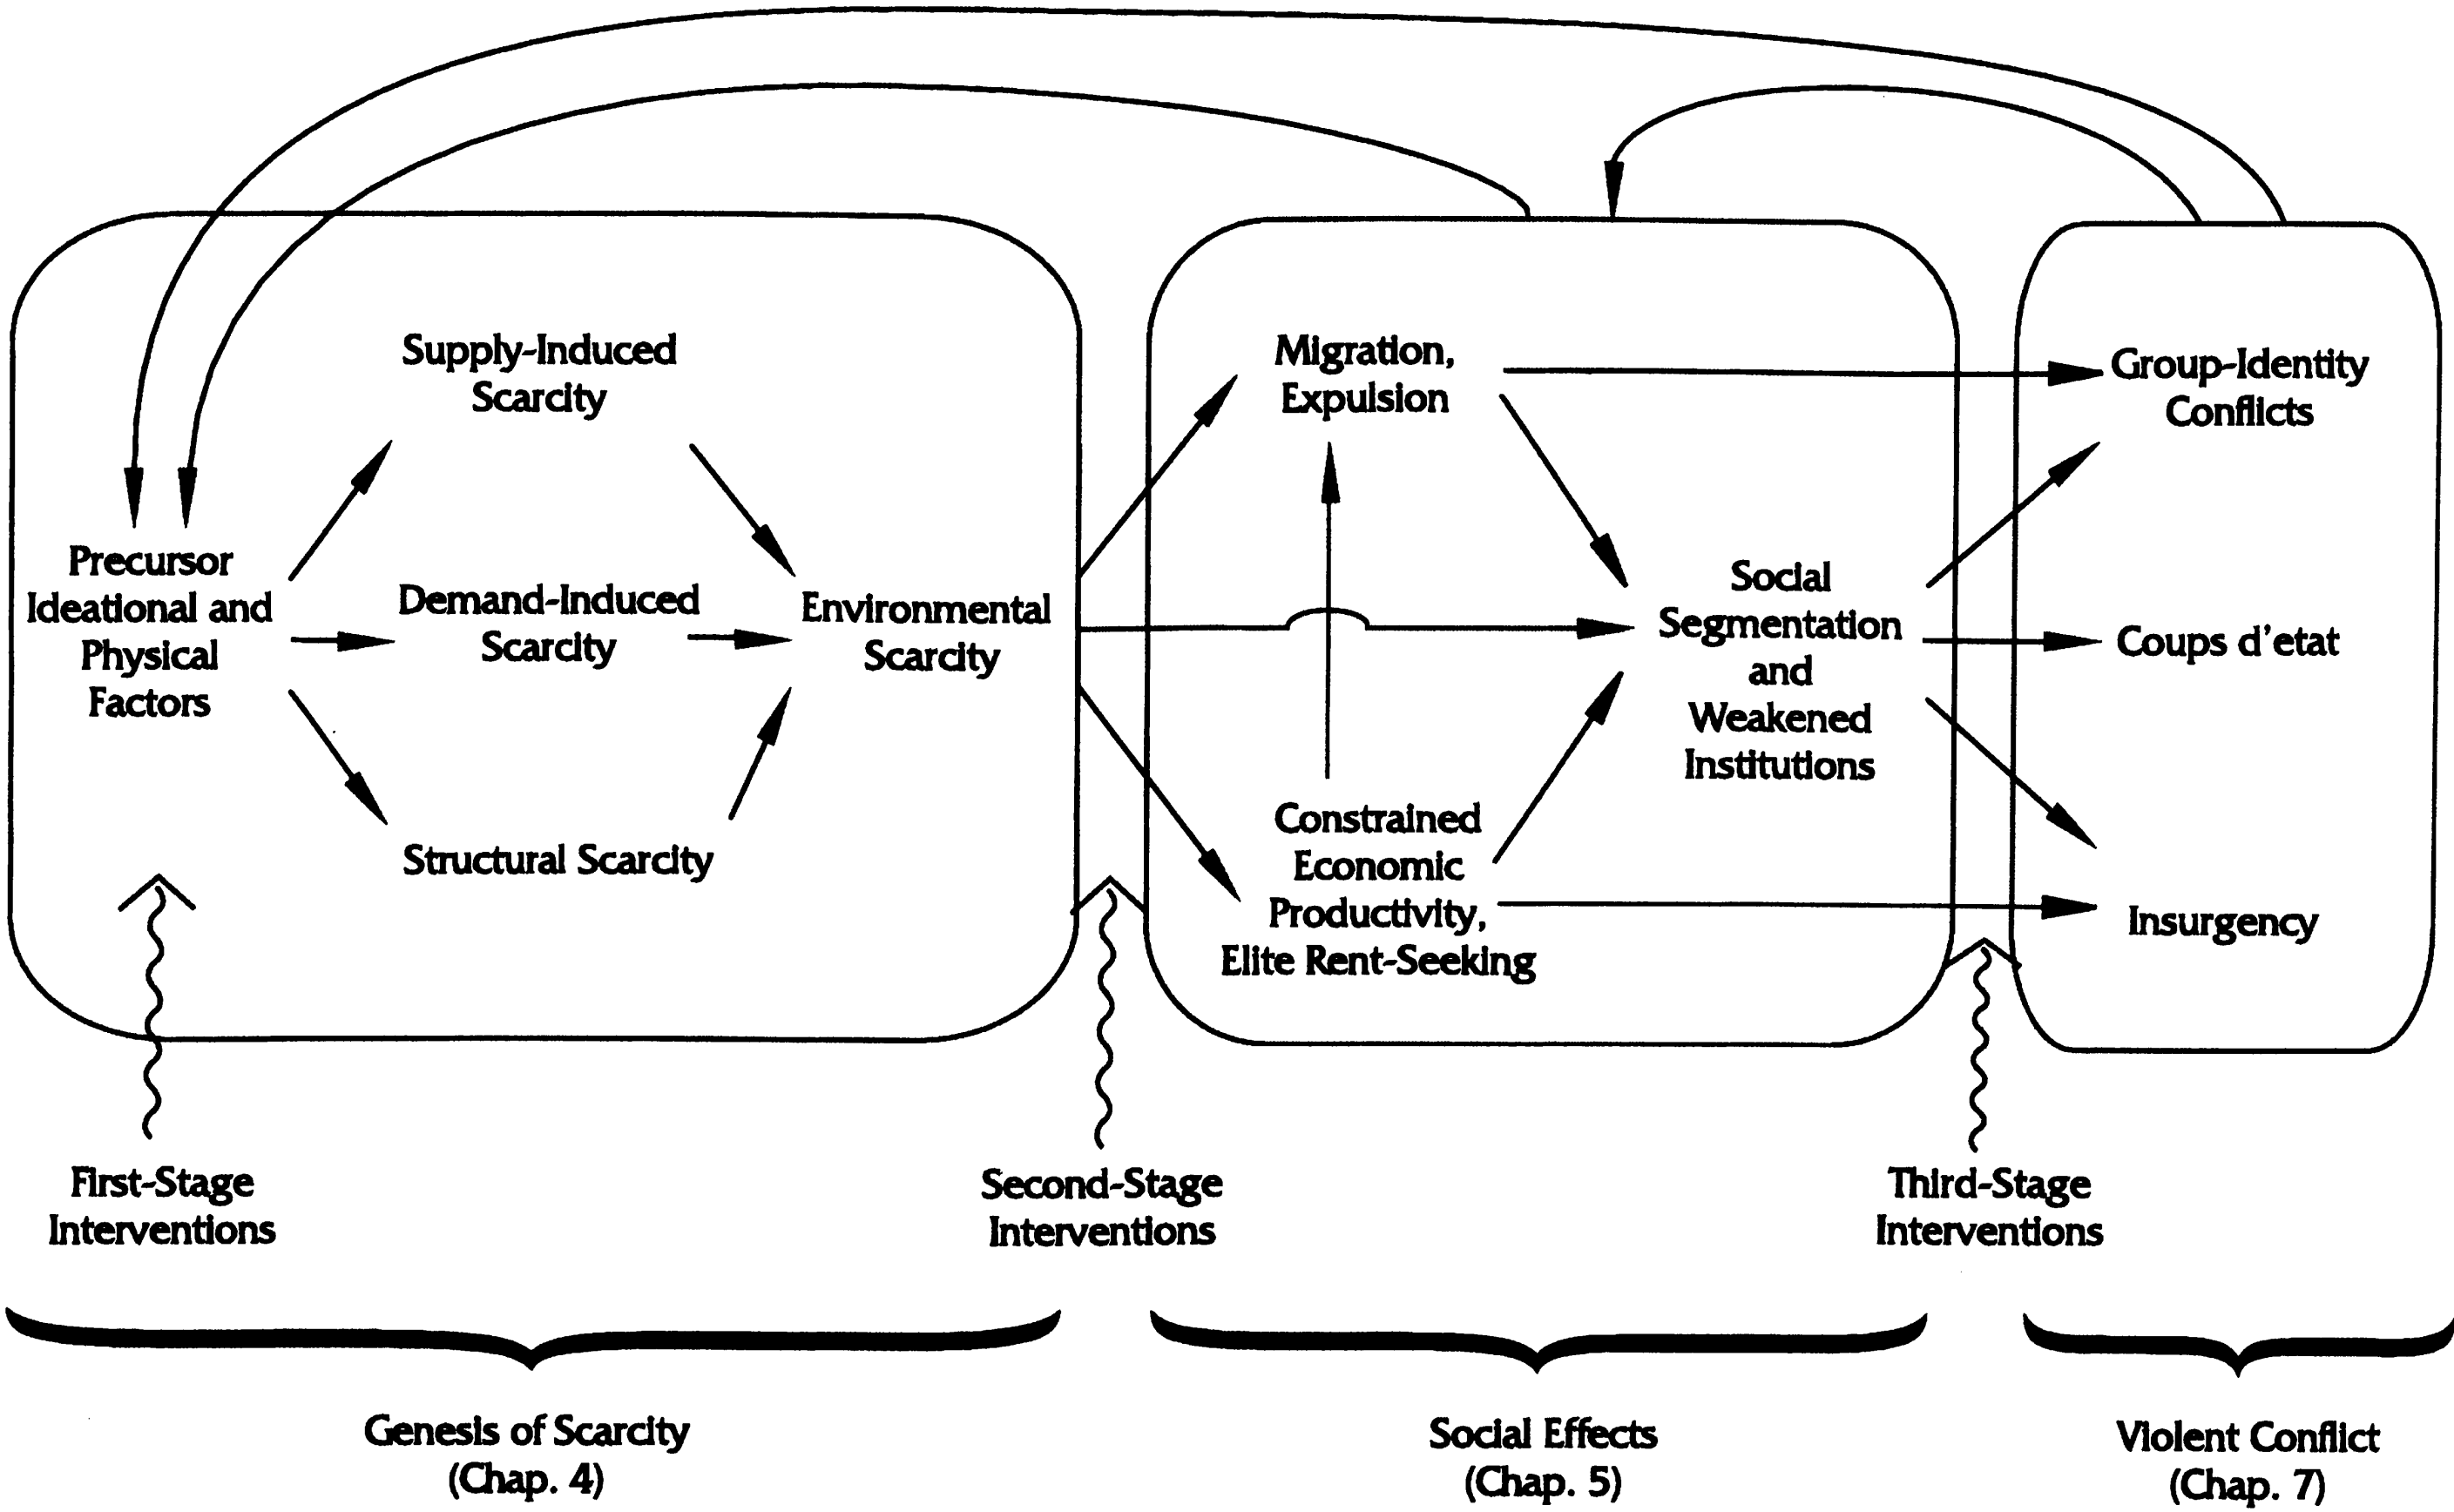 Supply-Induced
Scarcity
Precursor
Ideational and
Physical
Factors
Demand-Induced
Scarcity
Structural Scarcity
Environmental
Scarcity
Migration,
Expulsion
Constrained
Economic
Productivity,
Elite Rent-Seeking
Social
Segmentation
and
Weakened
Institutions
Group-Identity
Conflicts
Coups d'etat
Insurgency
First-Stage
Interventions
Second-Stage
Interventions
Third-Stage
Interventions
Genesis of Scarcity
(Chap. 4)
Social Effects
(Chap. 5)
Violent Conflict
(Chap. 7)